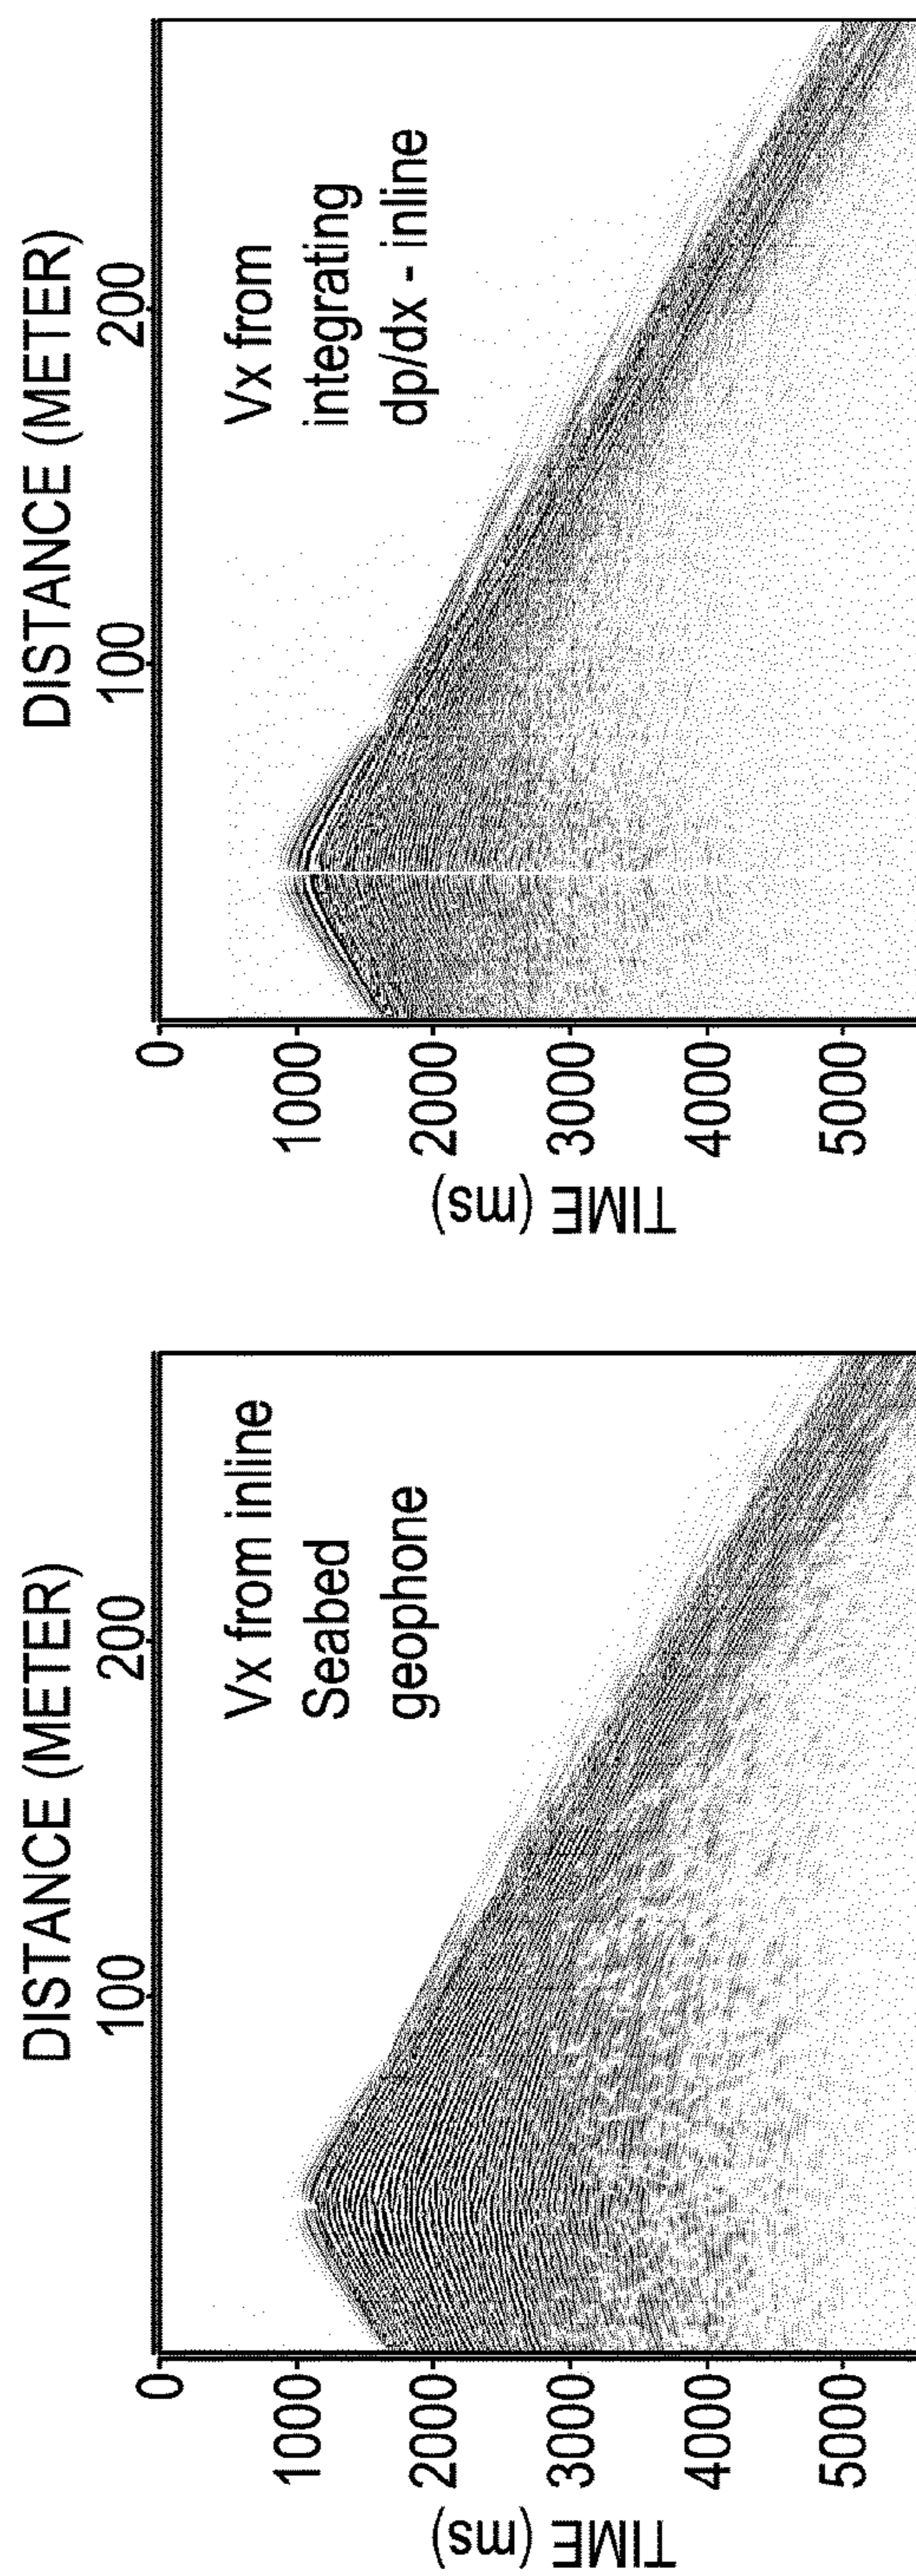 DISTANCE (METER)
100
200
Vx from inline
Seabed
geophone
0
1000
2000
3000
4000
5000
TIME (ms)
DISTANCE (METER)
100
200
Vx from
integrating
dp/dx - inline
0
1000
2000
3000
4000
5000
TIME (ms)